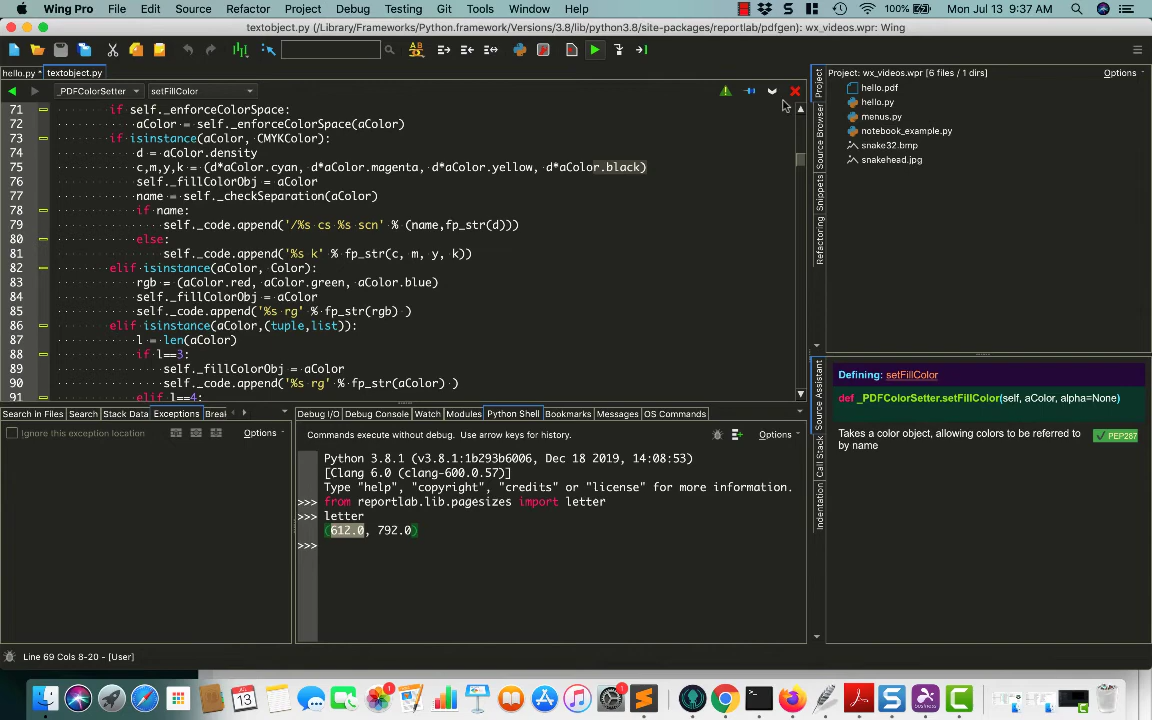 Wing Pro File Edit Source Refactor Project Debug Testing Git Tools Window Help 100% Mon Jul 13 9:37 AM
textobject.py (/Library/Frameworks/Python.framework/Versions/3.8/lib/python3.8/site-packages/reportlab/pdfgen): wx_videos.wpr: Wing
hello.py * textobject.py
_PDFColorSetter setFillColor
71 if self._enforceColorSpace:
72 aColor = self._enforceColorSpace(aColor)
73 if isinstance(aColor, CMYKColor):
74 d = aColor.density
75 c,m,y,k = (d*aColor.cyan, d*aColor.magenta, d*aColor.yellow, d*aColor.black)
76 self._fillColorObj = aColor
77 name = self._checkSeparation(aColor)
78 if name:
79 self._code.append('/%s cs %s scn' % (name,fp_str(d)))
80 else:
81 self._code.append('%s k' % fp_str(c, m, y, k))
82 elif isinstance(aColor, Color):
83 rgb = (aColor.red, aColor.green, aColor.blue)
84 self._fillColorObj = aColor
85 self._code.append('%s rg' % fp_str(rgb) )
86 elif isinstance(aColor,(tuple,list)):
87 l = len(aColor)
88 if l==3:
89 self._fillColorObj = aColor
90 self._code.append('%s rg' % fp_str(aColor) )
91 elif l==4:
Project: wx_videos.wpr [6 files / 1 dirs] Options
hello.pdf
hello.py
menus.py
notebook_example.py
snake32.bmp
snakehead.jpg
Project
Source Browser
Snippets
Refactoring
Source Assistant
Call Stack
Indentation
Defining: setFillColor
def _PDFColorSetter.setFillColor(self, aColor, alpha=None)
Takes a color object, allowing colors to be referred to
by name
PEP287
Search in Files Search Stack Data Exceptions Breal
Ignore this exception location Options
Debug I/O Debug Console Watch Modules Python Shell Bookmarks Messages OS Commands
Commands execute without debug. Use arrow keys for history. Options
Python 3.8.1 (v3.8.1:1b293b6006, Dec 18 2019, 14:08:53)
[Clang 6.0 (clang-600.0.57)]
Type "help", "copyright", "credits" or "license" for more information.
>>> from reportlab.lib.pagesizes import letter
>>> letter
(612.0, 792.0)
>>>
Line 69 Cols 8-20 - [User]